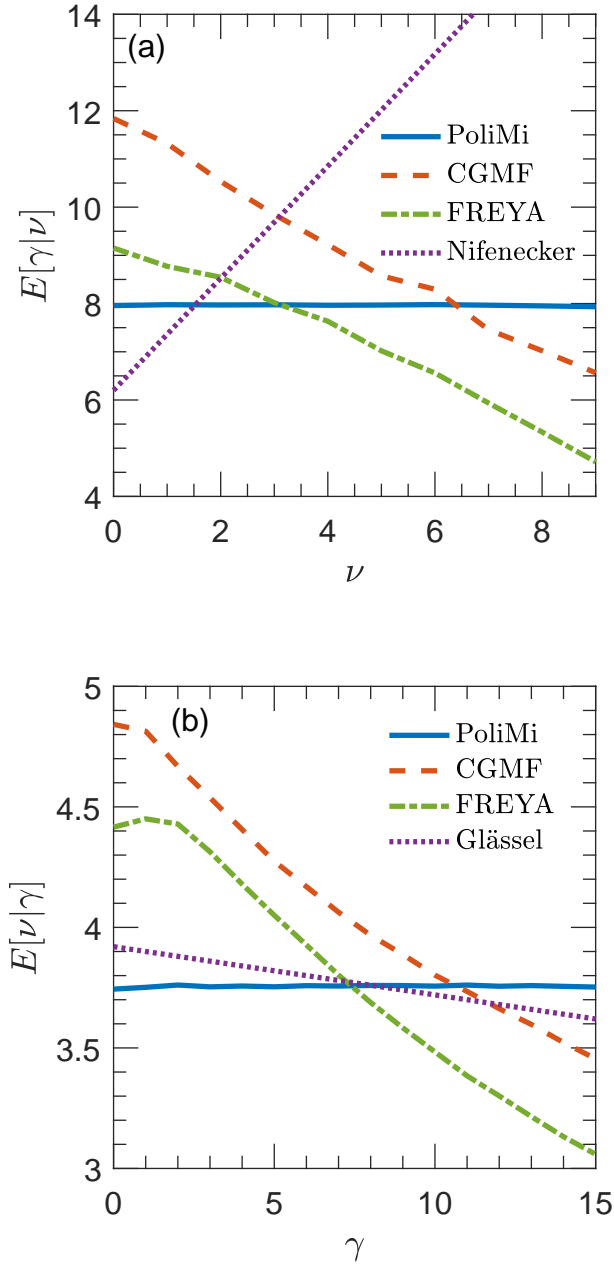 (a)
14
12
10
8
6
4
E[γ|ν]
PoliMi
CGMF
FREYA
Nifenecker
0 2 4 6 8
ν
(b)
5
4.5
4
3.5
3
E[ν|γ]
PoliMi
CGMF
FREYA
Glässel
0 5 10 15
γ